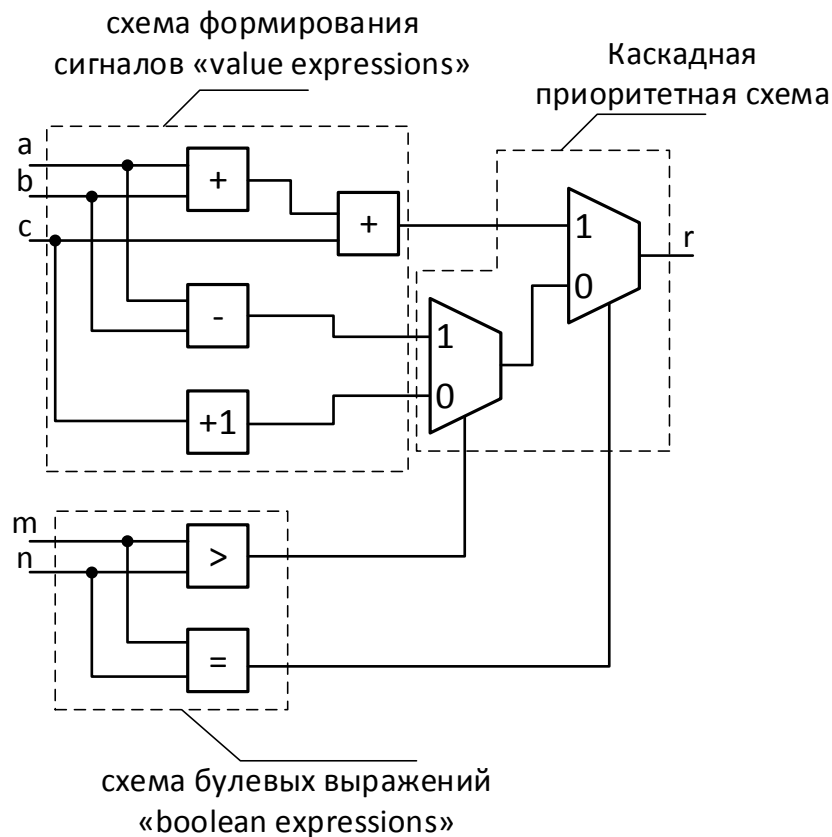 схема формирования
сигналов «value expressions»
Каскадная
приоритетная схема
a
b
c
+
+
-
+1
1
0
1
0
r
m
n
>
=
схема булевых выражений
«boolean expressions»